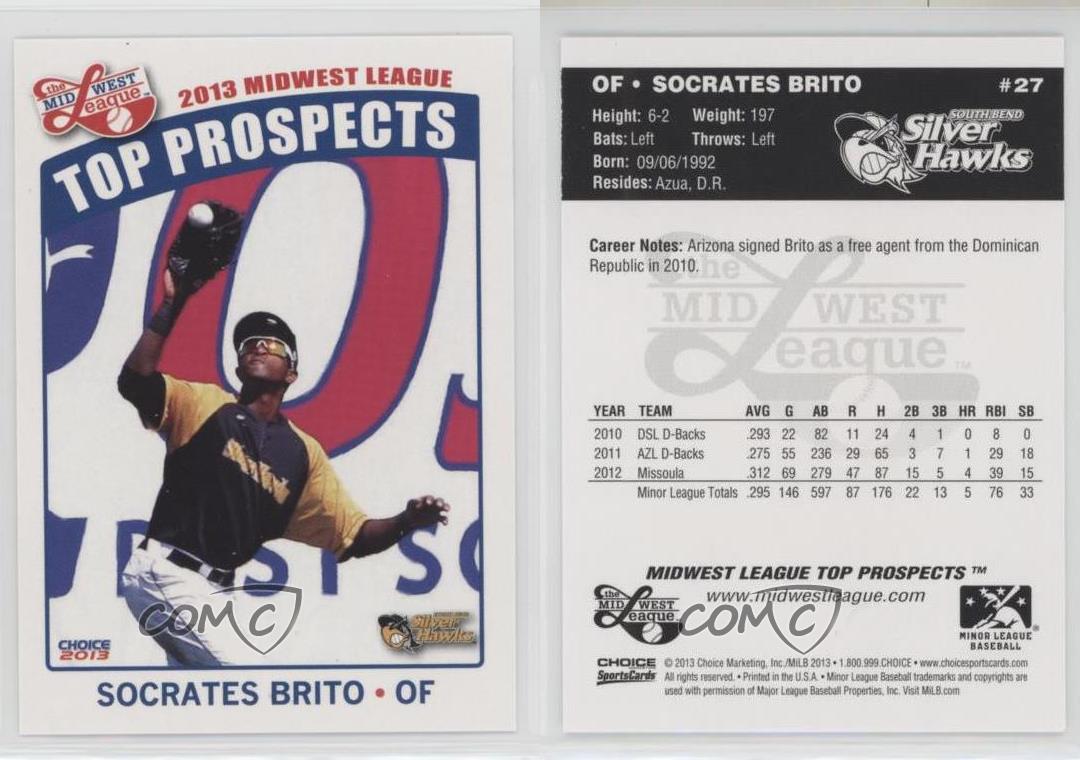 the
MID WEST
League™
2013 MIDWEST LEAGUE
TOP PROSPECTS
Silver
Hawks
CHOICE
2013
SOCRATES BRITO • OF
COMC
OF • SOCRATES BRITO #27
Height: 6-2 Weight: 197
Bats: Left Throws: Left
Born: 09/06/1992
Resides: Azua, D.R.
SOUTH BEND
Silver
Hawks
Career Notes: Arizona signed Brito as a free agent from the Dominican
Republic in 2010.
the
MID WEST
League™
YEAR TEAM AVG G AB R H 2B 3B HR RBI SB
2010 DSL D-Backs .293 22 82 11 24 4 1 0 8 0
2011 AZL D-Backs .275 55 236 29 65 3 7 1 29 18
2012 Missoula .312 69 279 47 87 15 5 4 39 15
Minor League Totals .295 146 597 87 176 22 13 5 76 33
MIDWEST LEAGUE TOP PROSPECTS ™
www.midwestleague.com
the
MID WEST
League
COMC
MINOR LEAGUE
BASEBALL
CHOICE
SportsCards
© 2013 Choice Marketing, Inc./MiLB 2013 • 1.800.999.CHOICE • www.choicesportscards.com
All rights reserved. • Printed in the U.S.A. • Minor League Baseball trademarks and copyrights are
used with permission of Major League Baseball Properties, Inc. Visit MiLB.com